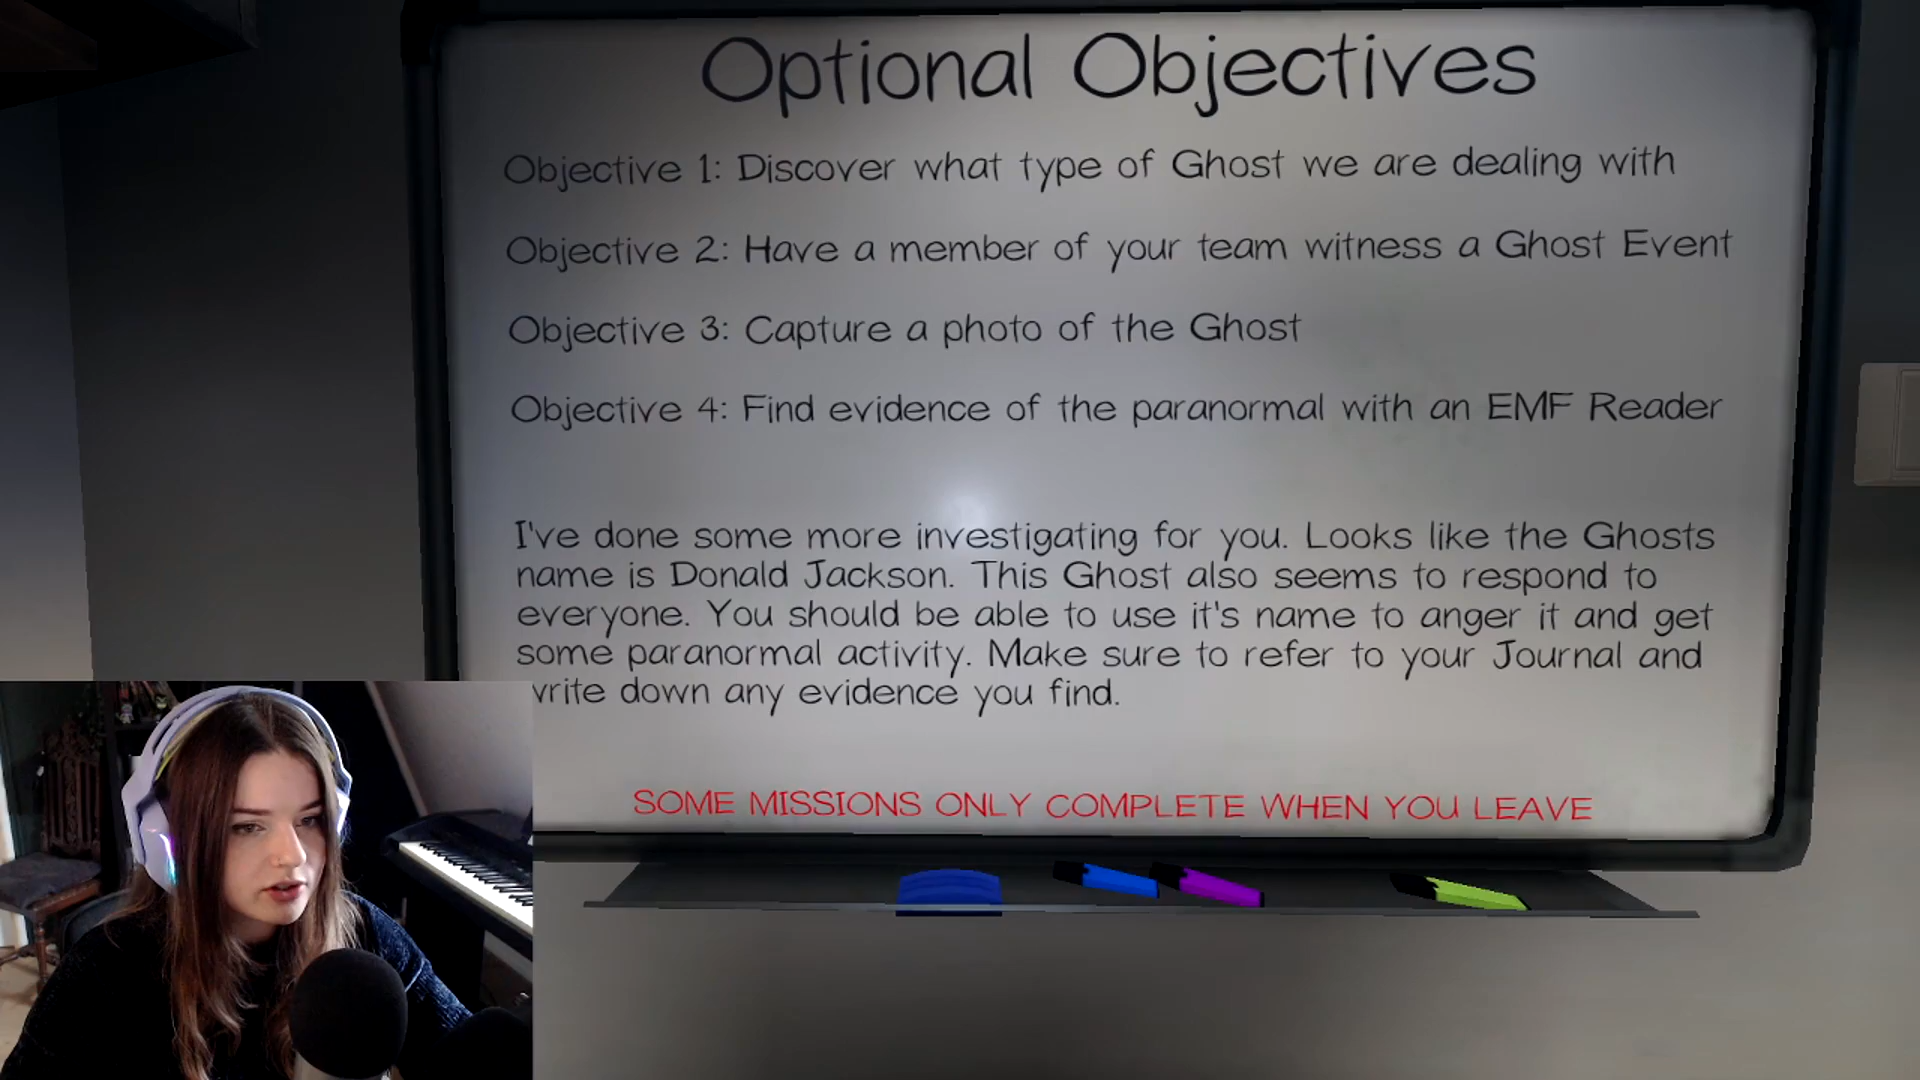 Optional Objectives
Objective 1: Discover what type of Ghost we are dealing with
Objective 2: Have a member of your team witness a Ghost Event
Objective 3: Capture a photo of the Ghost
Objective 4: Find evidence of the paranormal with an EMF Reader
I've done some more investigating for you. Looks like the Ghosts
name is Donald Jackson. This Ghost also seems to respond to
everyone. You should be able to use it's name to anger it and get
some paranormal activity. Make sure to refer to your Journal and
write down any evidence you find.
SOME MISSIONS ONLY COMPLETE WHEN YOU LEAVE